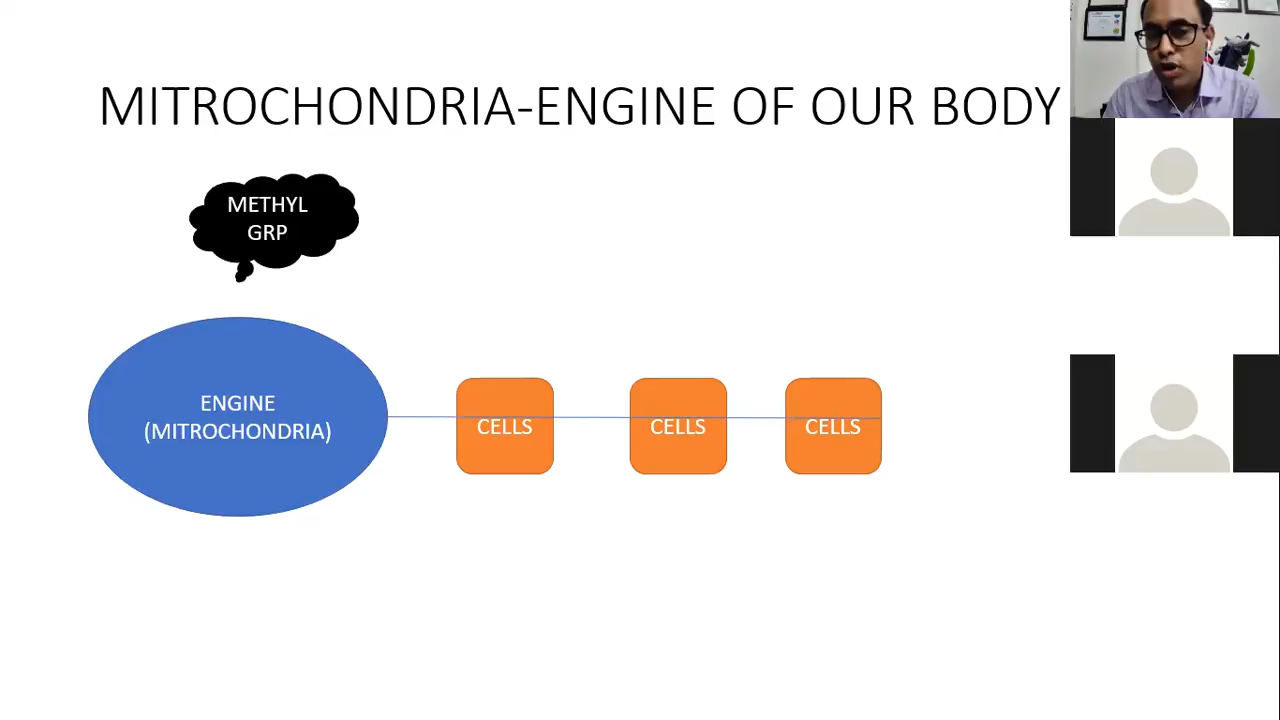 MITROCHONDRIA-ENGINE OF OUR BODY
METHYL
GRP
ENGINE
(MITROCHONDRIA)
CELLS
CELLS
CELLS